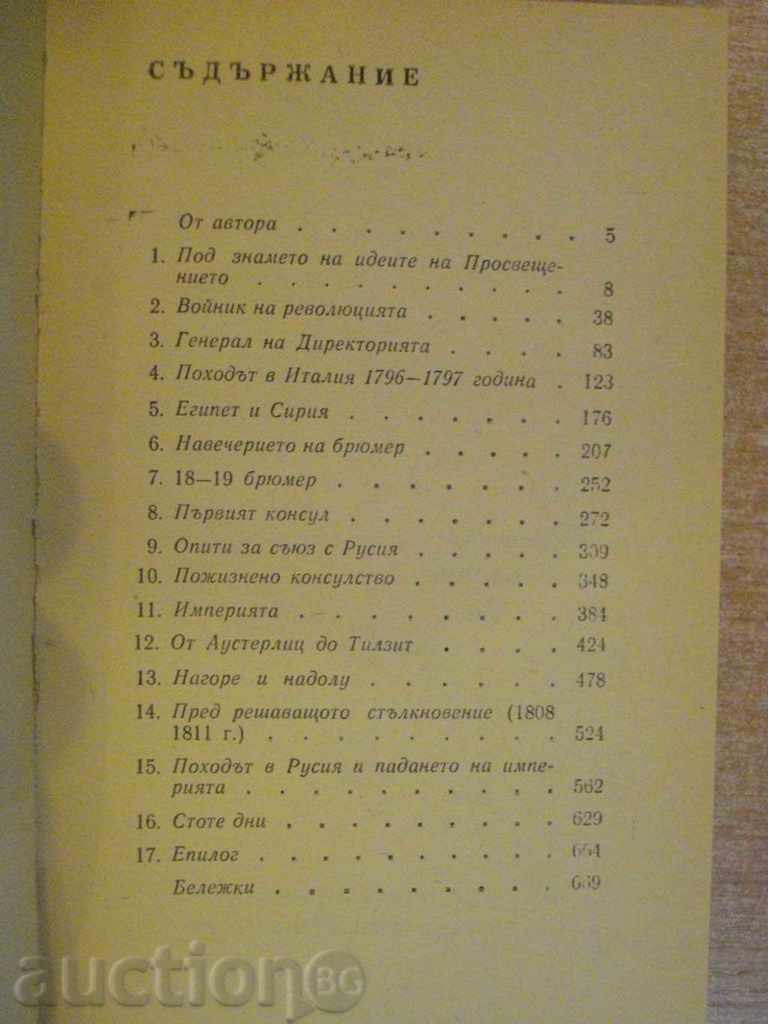 СЪДЪРЖАНИЕ
От автора . . . . . . . . . 5
1. Под знамето на идеите на Просвеще-
нието . . . . . . . . . . 8
2. Войник на революцията . . . . . 38
3. Генерал на Директорията . . . . 83
4. Походът в Италия 1796—1797 година . 123
5. Египет и Сирия . . . . . . . 176
6. Навечерието на брюмер . . . . . 207
7. 18—19 брюмер . . . . . . . 252
8. Първият консул . . . . . . . 272
9. Опити за съюз с Русия . . . . . 309
10. Пожизнено консулство . . . . . 348
11. Империята . . . . . . . . 384
12. От Аустерлиц до Тилзит . . . . 424
13. Нагоре и надолу . . . . . . 478
14. Пред решаващото стълкновение (1808
1811 г.) . . . . . . . . . 524
15. Походът в Русия и падането на импе-
рията . . . . . . . . . . 562
16. Стоте дни . . . . . . . . 629
17. Епилог . . . . . . . . . 664
Бележки . . . . . . . . 669
auctionBG